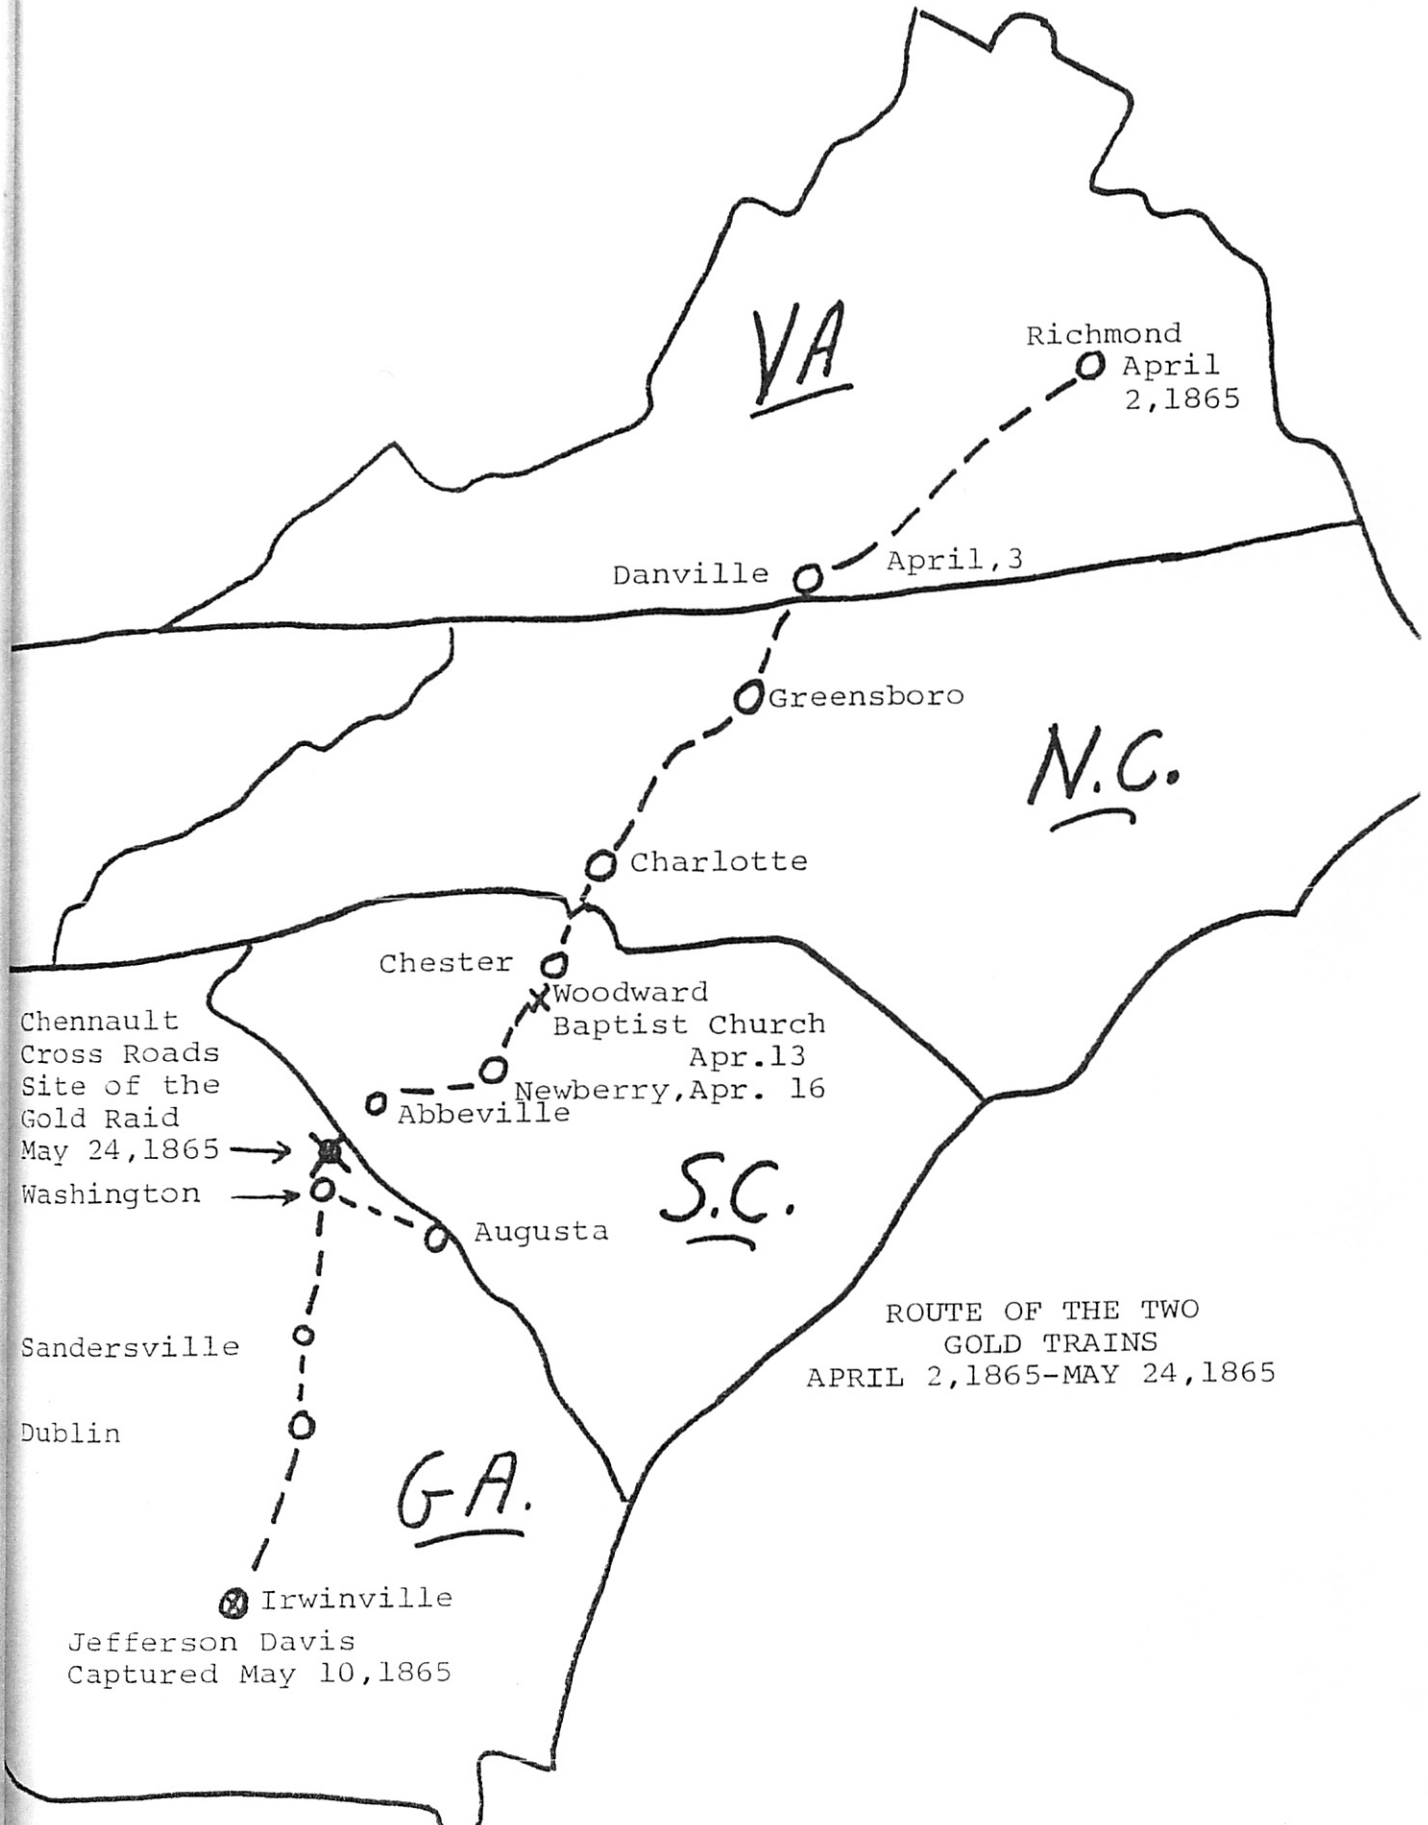 VA
Richmond
April
2,1865
Danville
April,3
Greensboro
N.C.
Charlotte
Chester
Woodward
Baptist Church
Apr.13
Newberry,Apr. 16
Abbeville
Chennault
Cross Roads
Site of the
Gold Raid
May 24,1865
Washington
Augusta
S.C.
Sandersville
Dublin
ROUTE OF THE TWO
GOLD TRAINS
APRIL 2,1865-MAY 24,1865
GA.
Irwinville
Jefferson Davis
Captured May 10,1865